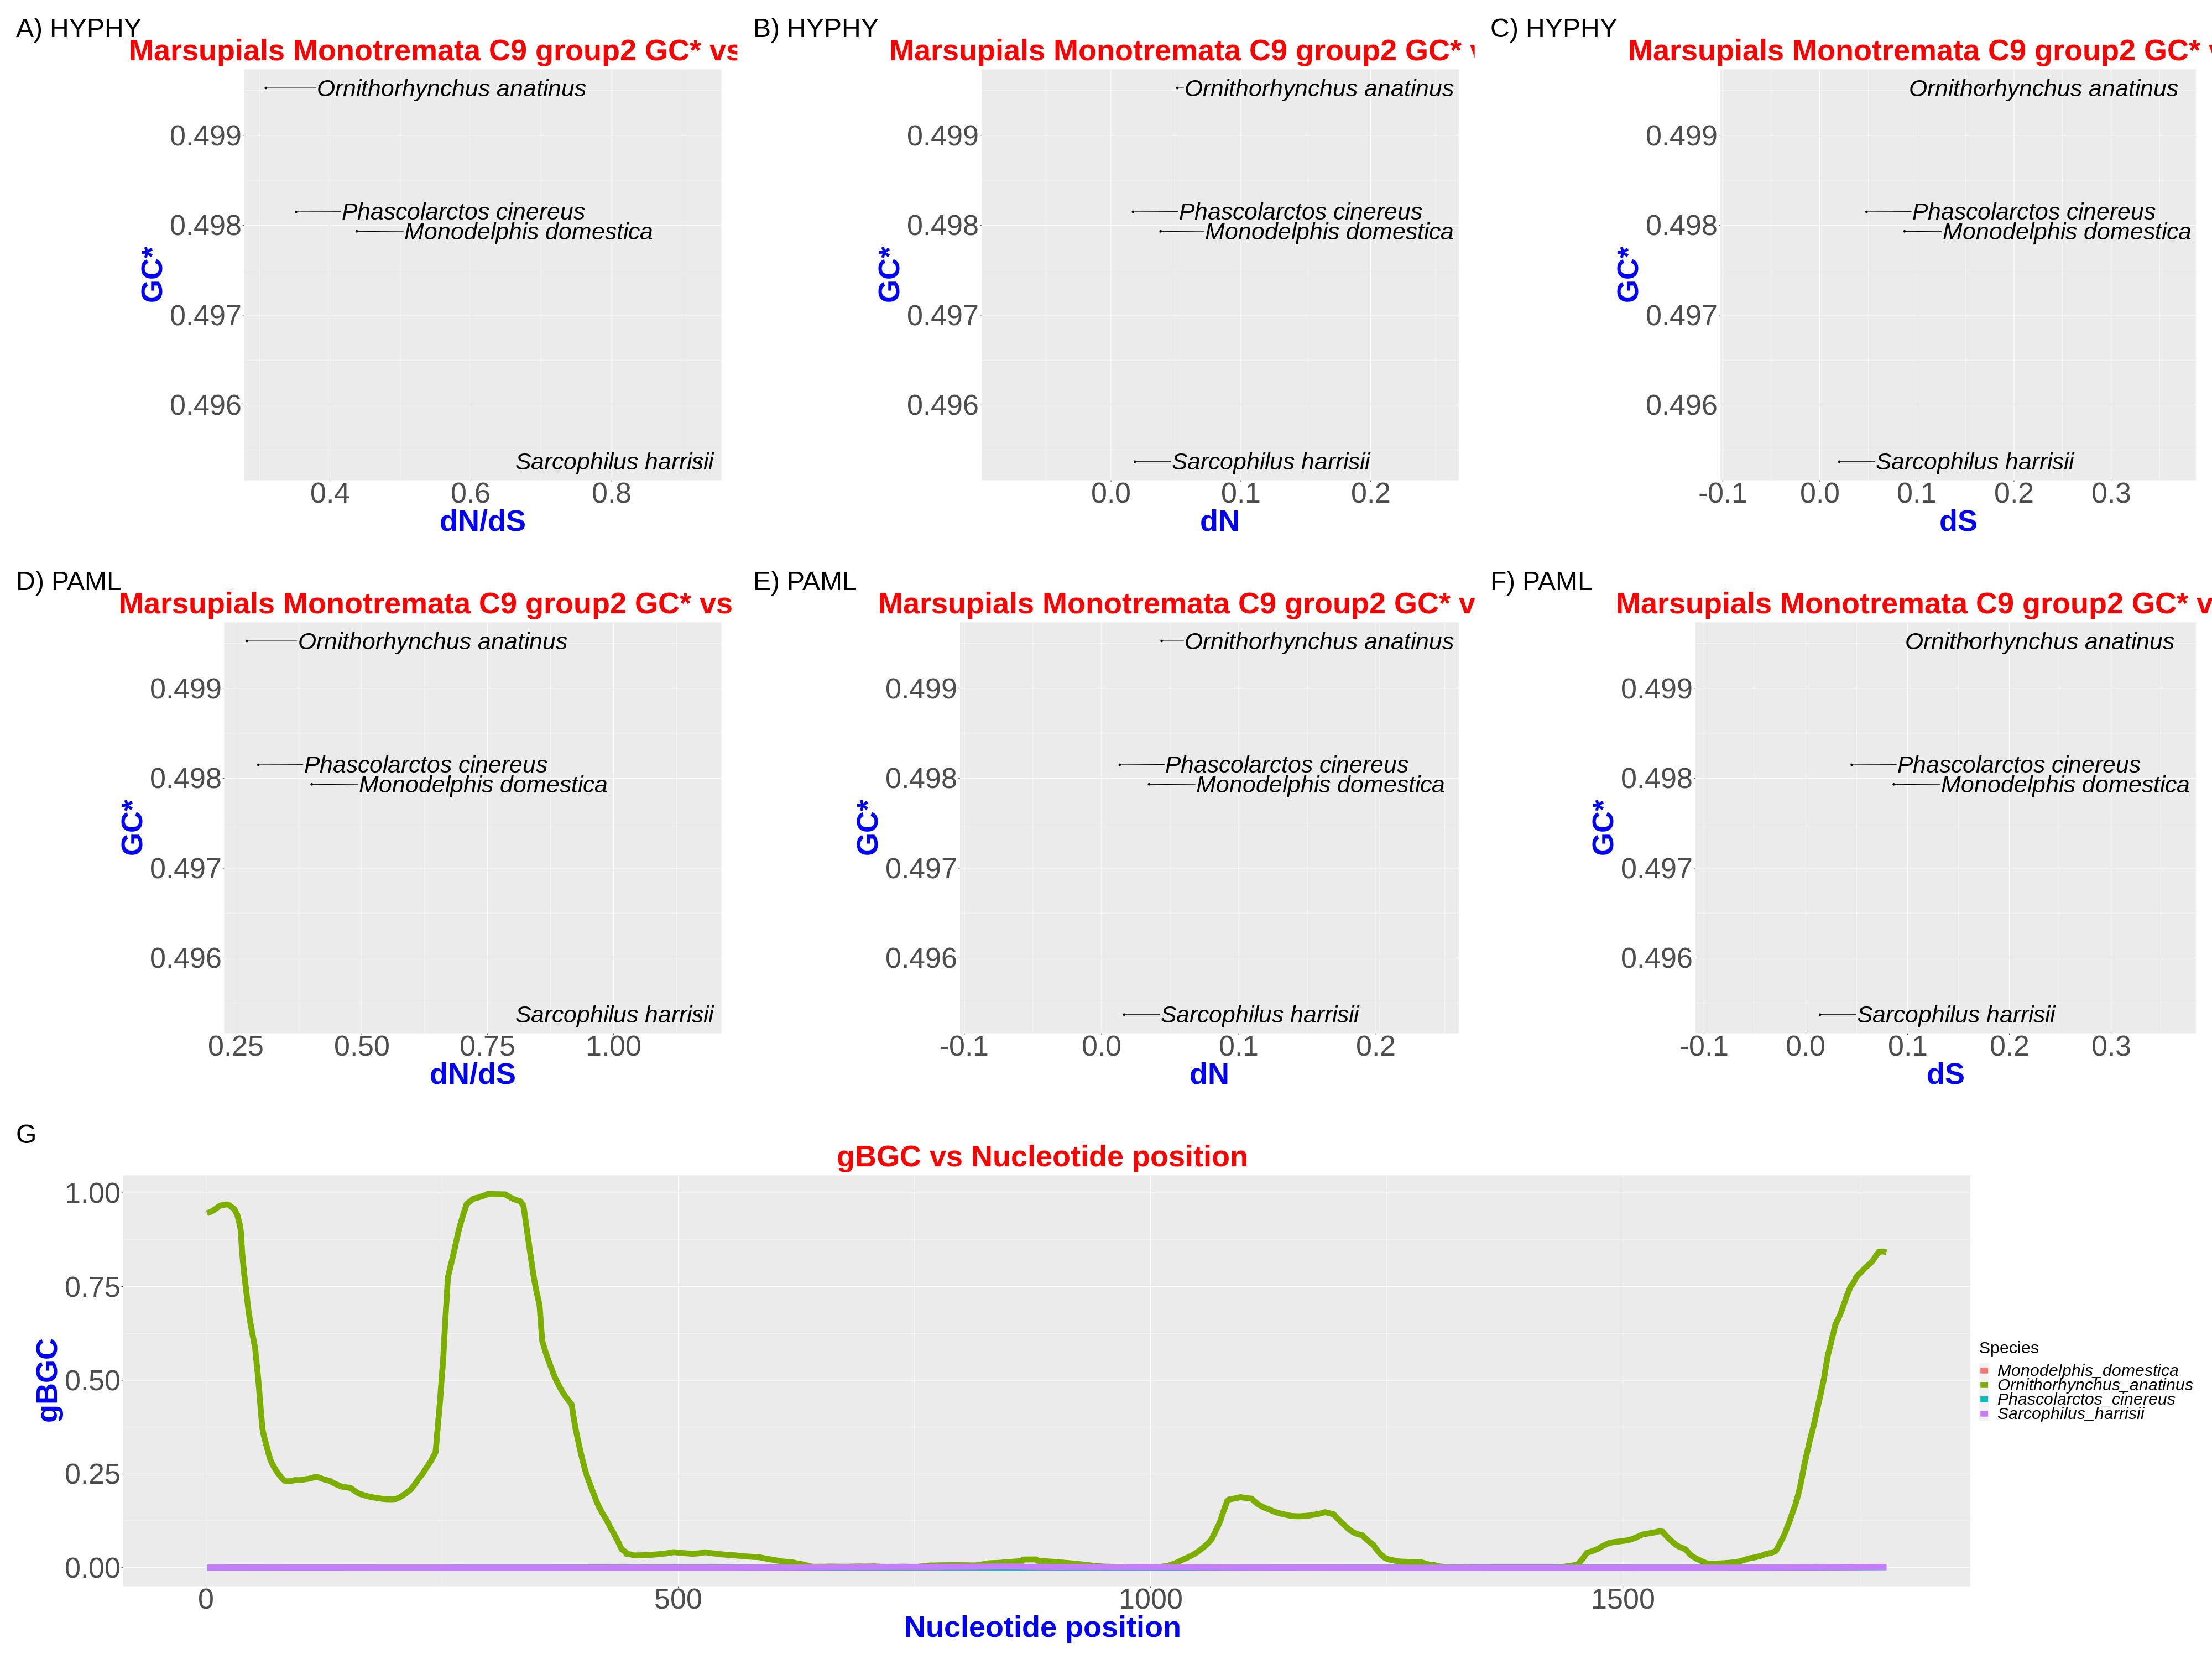 A) HYPHY
Marsupials Monotremata C9 group2 GC* vs
Ornithorhynchus anatinus
0.499
Phascolarctos cinereus
0.498
Monodelphis domestica
GC*
0.497
0.496
Sarcophilus harrisii
0.4 0.6 0.8
dN/dS
B) HYPHY
Marsupials Monotremata C9 group2 GC* v
Ornithorhynchus anatinus
0.499
Phascolarctos cinereus
0.498
Monodelphis domestica
GC*
0.497
0.496
Sarcophilus harrisii
0.0 0.1 0.2
dN
C) HYPHY
Marsupials Monotremata C9 group2 GC* v
Ornithorhynchus anatinus
0.499
Phascolarctos cinereus
0.498
Monodelphis domestica
GC*
0.497
0.496
Sarcophilus harrisii
-0.1 0.0 0.1 0.2 0.3
dS
D) PAML
Marsupials Monotremata C9 group2 GC* vs
Ornithorhynchus anatinus
0.499
Phascolarctos cinereus
0.498
Monodelphis domestica
GC*
0.497
0.496
Sarcophilus harrisii
0.25 0.50 0.75 1.00
dN/dS
E) PAML
Marsupials Monotremata C9 group2 GC* v
Ornithorhynchus anatinus
0.499
Phascolarctos cinereus
0.498
Monodelphis domestica
GC*
0.497
0.496
Sarcophilus harrisii
-0.1 0.0 0.1 0.2
dN
F) PAML
Marsupials Monotremata C9 group2 GC* v
Ornithorhynchus anatinus
0.499
Phascolarctos cinereus
0.498
Monodelphis domestica
GC*
0.497
0.496
Sarcophilus harrisii
-0.1 0.0 0.1 0.2 0.3
dS
G
gBGC vs Nucleotide position
1.00
0.75
0.50
0.25
0.00
gBGC
0 500 1000 1500
Nucleotide position
Species
Monodelphis_domestica
Ornithorhynchus_anatinus
Phascolarctos_cinereus
Sarcophilus_harrisii